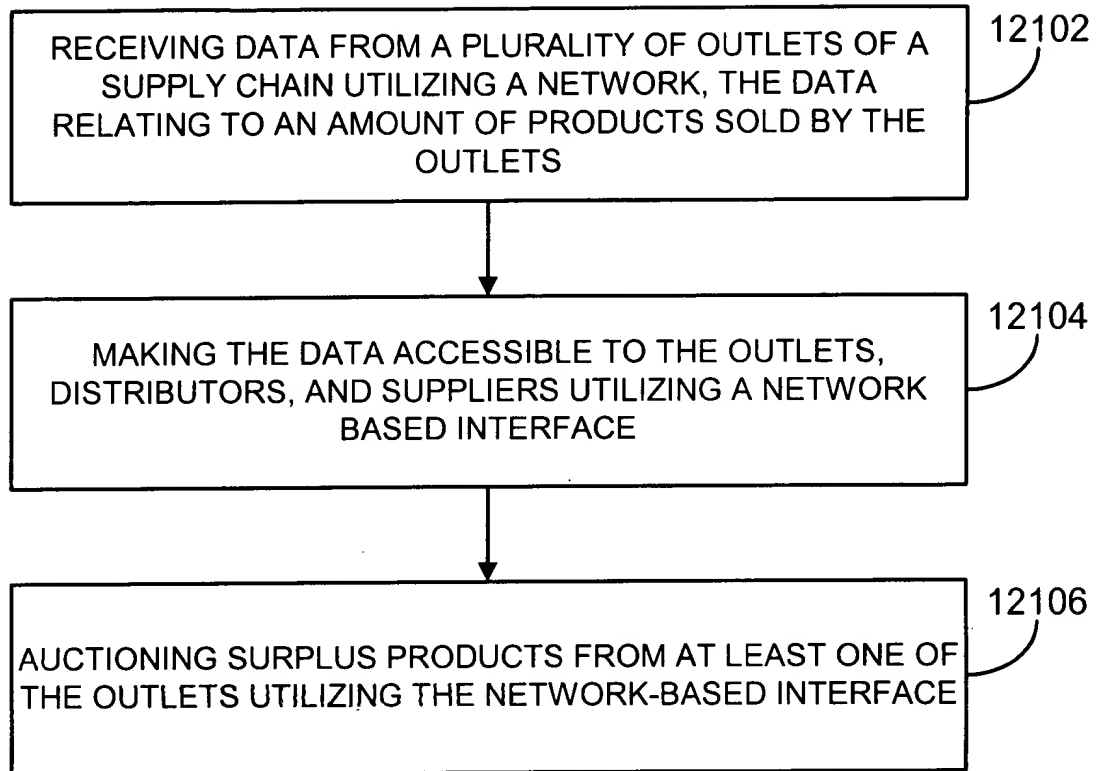 RECEIVING DATA FROM A PLURALITY OF OUTLETS OF A
SUPPLY CHAIN UTILIZING A NETWORK, THE DATA
RELATING TO AN AMOUNT OF PRODUCTS SOLD BY THE
OUTLETS
12102
MAKING THE DATA ACCESSIBLE TO THE OUTLETS,
DISTRIBUTORS, AND SUPPLIERS UTILIZING A NETWORK
BASED INTERFACE
12104
AUCTIONING SURPLUS PRODUCTS FROM AT LEAST ONE OF
THE OUTLETS UTILIZING THE NETWORK-BASED INTERFACE
12106